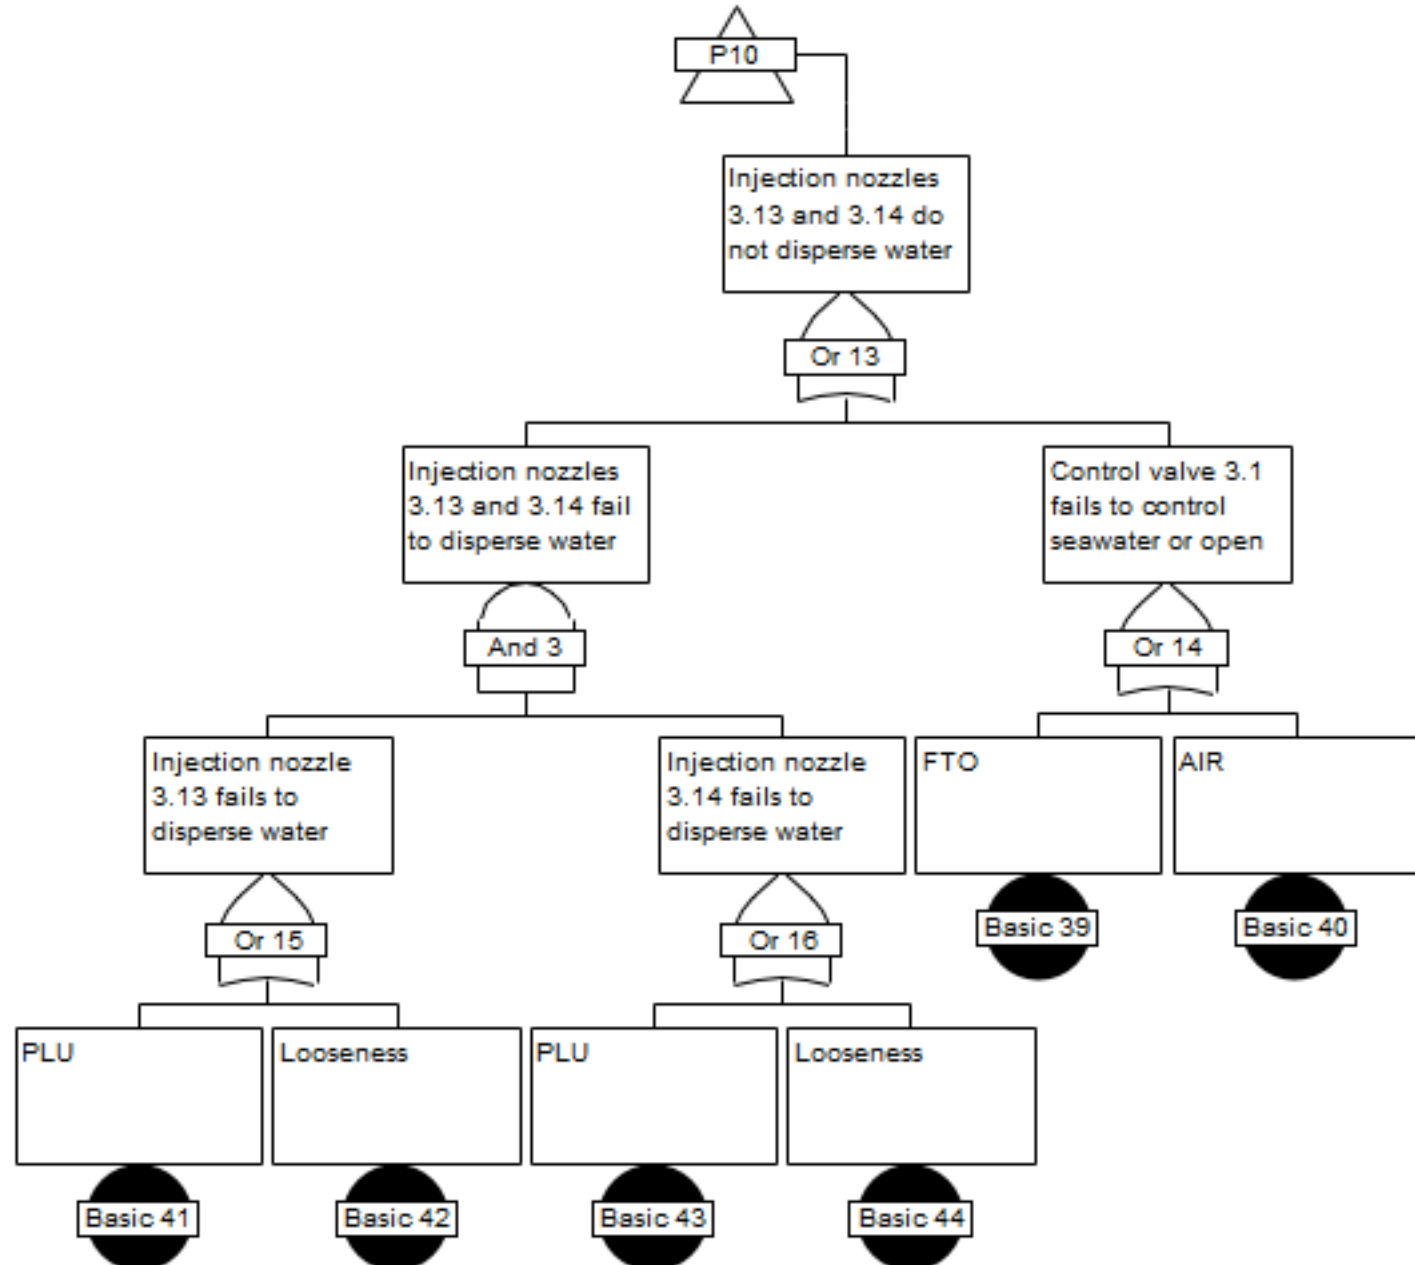 P10
Injection nozzles
3.13 and 3.14 do
not disperse water
Or 13
Injection nozzles
3.13 and 3.14 fail
to disperse water
Control valve 3.1
fails to control
seawater or open
And 3
Or 14
Injection nozzle
3.13 fails to
disperse water
Injection nozzle
3.14 fails to
disperse water
FTO
AIR
Or 15
Or 16
Basic 39
Basic 40
PLU
Looseness
PLU
Looseness
Basic 41
Basic 42
Basic 43
Basic 44